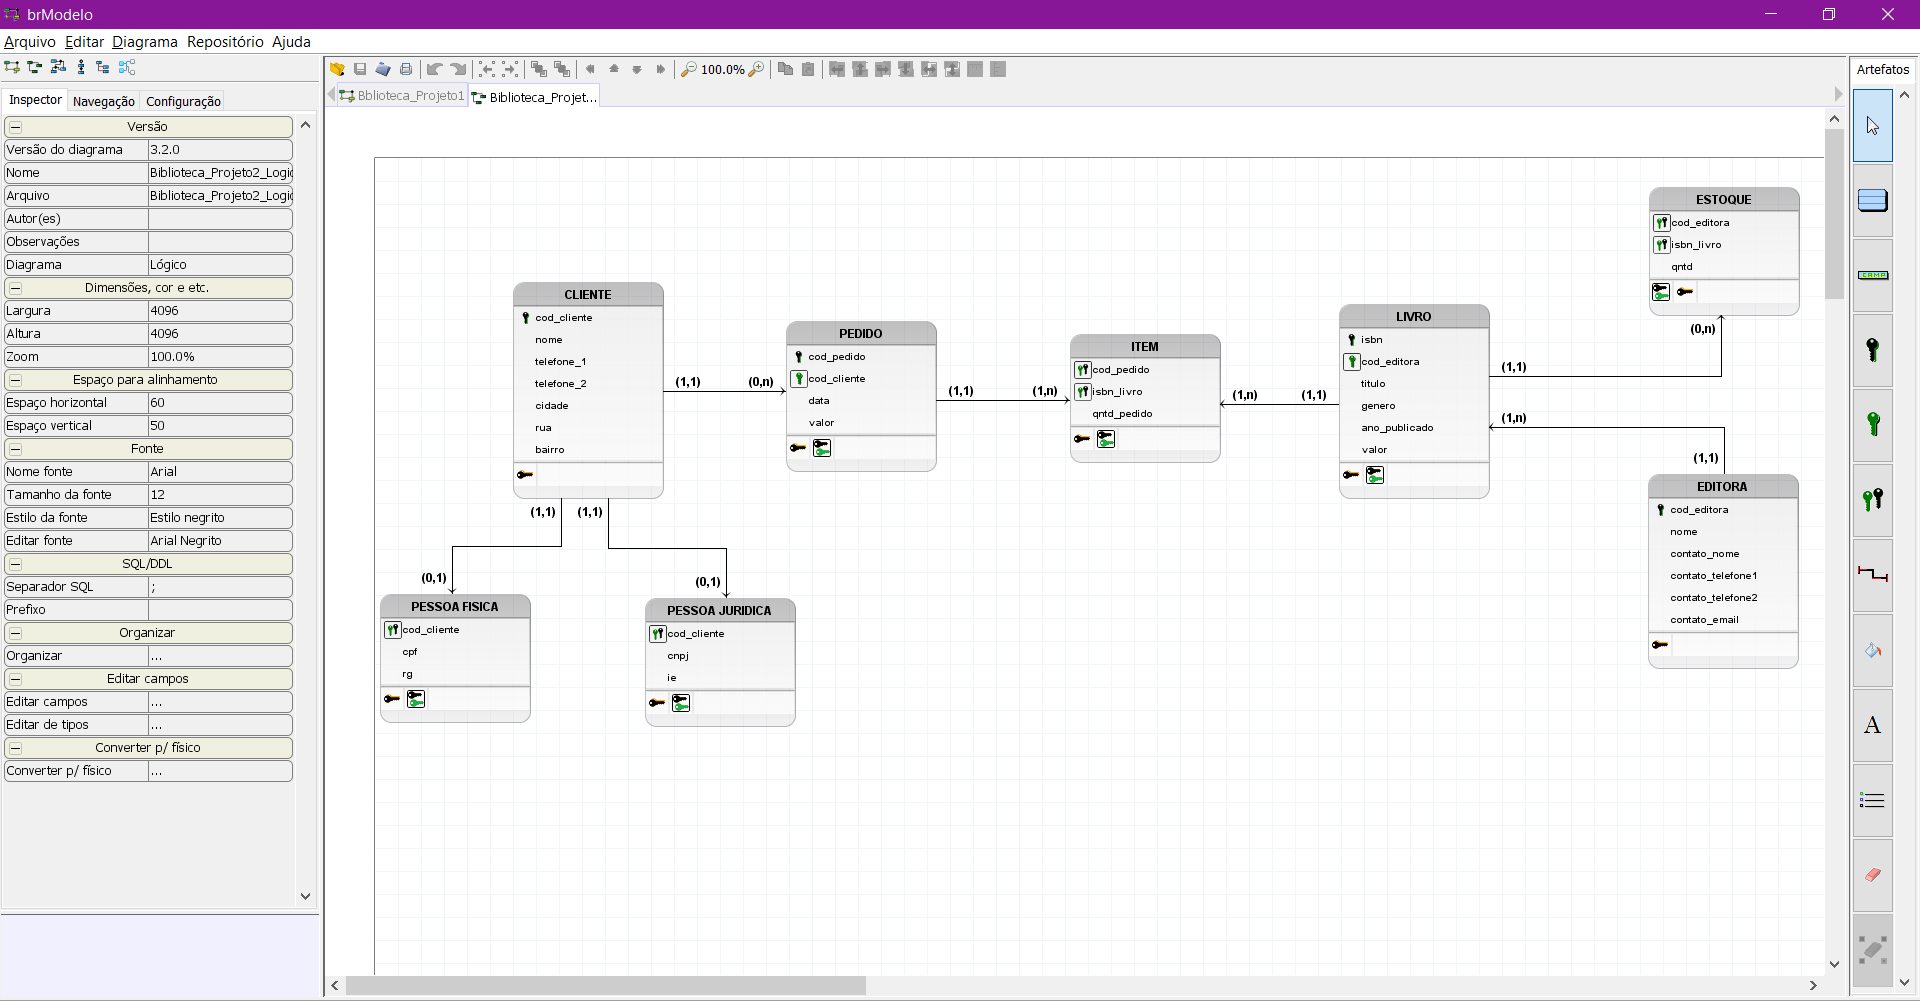 brModelo
Arquivo Editar Diagrama Repositório Ajuda
100.0%
Artefatos
Inspector Navegação Configuração
Bblioteca_Projeto1 Biblioteca_Projet...
Versão
Versão do diagrama 3.2.0
Nome Biblioteca_Projeto2_Logic
Arquivo Biblioteca_Projeto2_Logic
Autor(es)
Observações
Diagrama Lógico
Dimensões, cor e etc.
Largura 4096
Altura 4096
Zoom 100.0%
Espaço para alinhamento
Espaço horizontal 60
Espaço vertical 50
Fonte
Nome fonte Arial
Tamanho da fonte 12
Estilo da fonte Estilo negrito
Editar fonte Arial Negrito
SQL/DDL
Separador SQL ;
Prefixo
Organizar
Organizar ...
Editar campos
Editar campos ...
Editar de tipos ...
Converter p/ físico
Converter p/ físico ...
CLIENTE
cod_cliente
nome
telefone_1
telefone_2
cidade
rua
bairro
(1,1) (0,n)
PEDIDO
cod_pedido
cod_cliente
data
valor
(1,1) (1,n)
ITEM
cod_pedido
isbn_livro
qntd_pedido
(1,n) (1,1)
LIVRO
isbn
cod_editora
titulo
genero
ano_publicado
valor
ESTOQUE
cod_editora
isbn_livro
qntd
(0,n)
(1,1)
(1,n)
(1,1)
EDITORA
cod_editora
nome
contato_nome
contato_telefone1
contato_telefone2
contato_email
(1,1) (1,1)
(0,1) (0,1)
PESSOA FISICA
cod_cliente
cpf
rg
PESSOA JURIDICA
cod_cliente
cnpj
ie
CAMPO
A